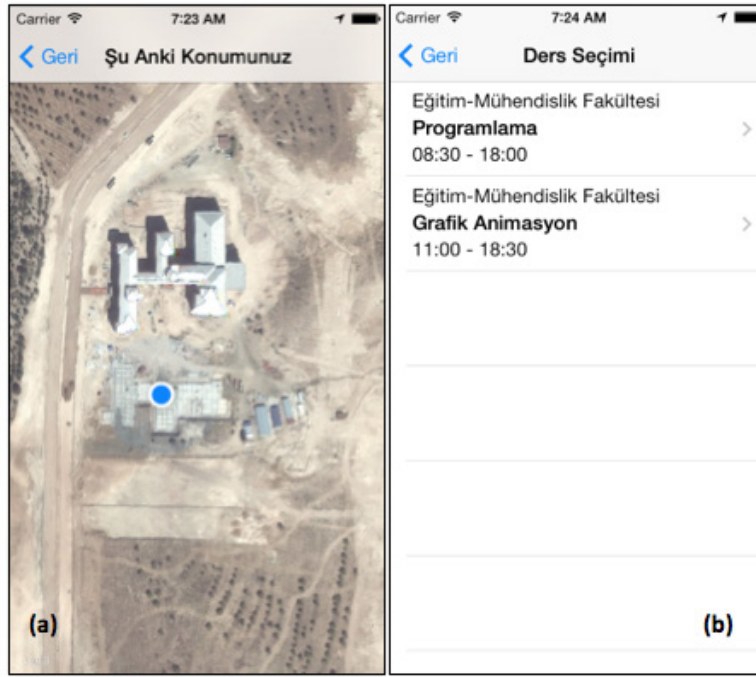 Carrier 7:23 AM
Geri Şu Anki Konumunuz
(a)
Carrier 7:24 AM
Geri Ders Seçimi
Eğitim-Mühendislik Fakültesi
Programlama
08:30 - 18:00
Eğitim-Mühendislik Fakültesi
Grafik Animasyon
11:00 - 18:30
(b)